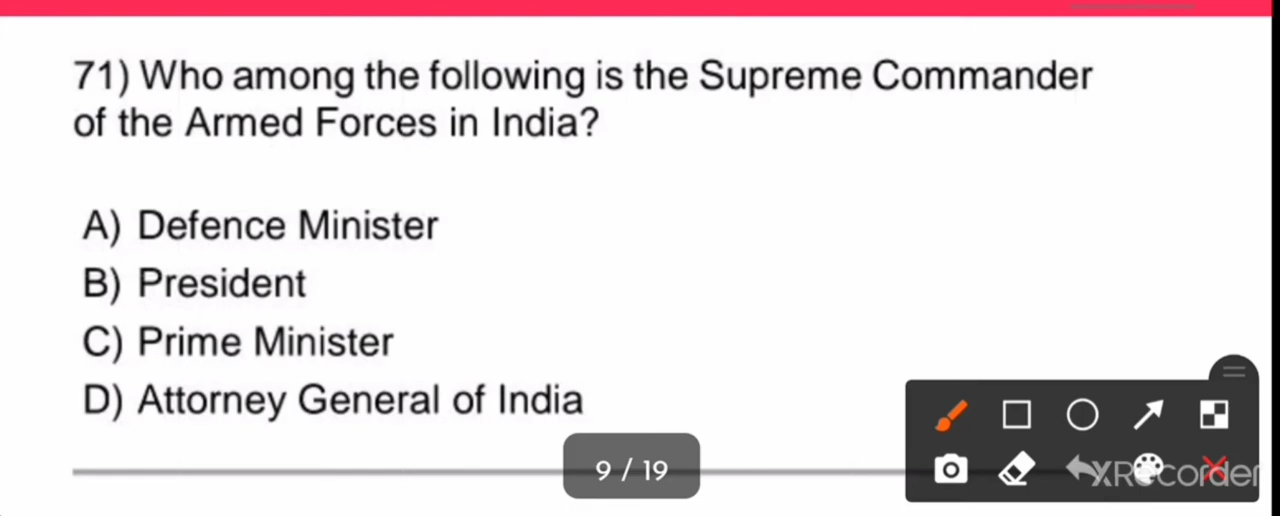 71) Who among the following is the Supreme Commander
of the Armed Forces in India?
A) Defence Minister
B) President
C) Prime Minister
D) Attorney General of India
9 / 19
XRecorder